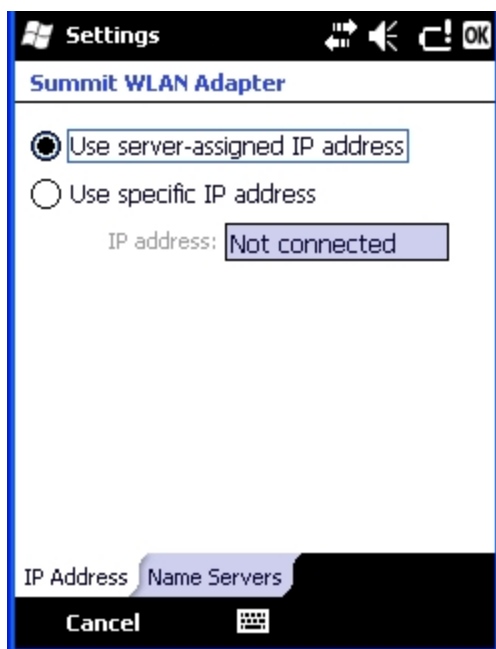 Settings
OK
Summit WLAN Adapter
Use server-assigned IP address
Use specific IP address
IP address: Not connected
IP Address Name Servers
Cancel